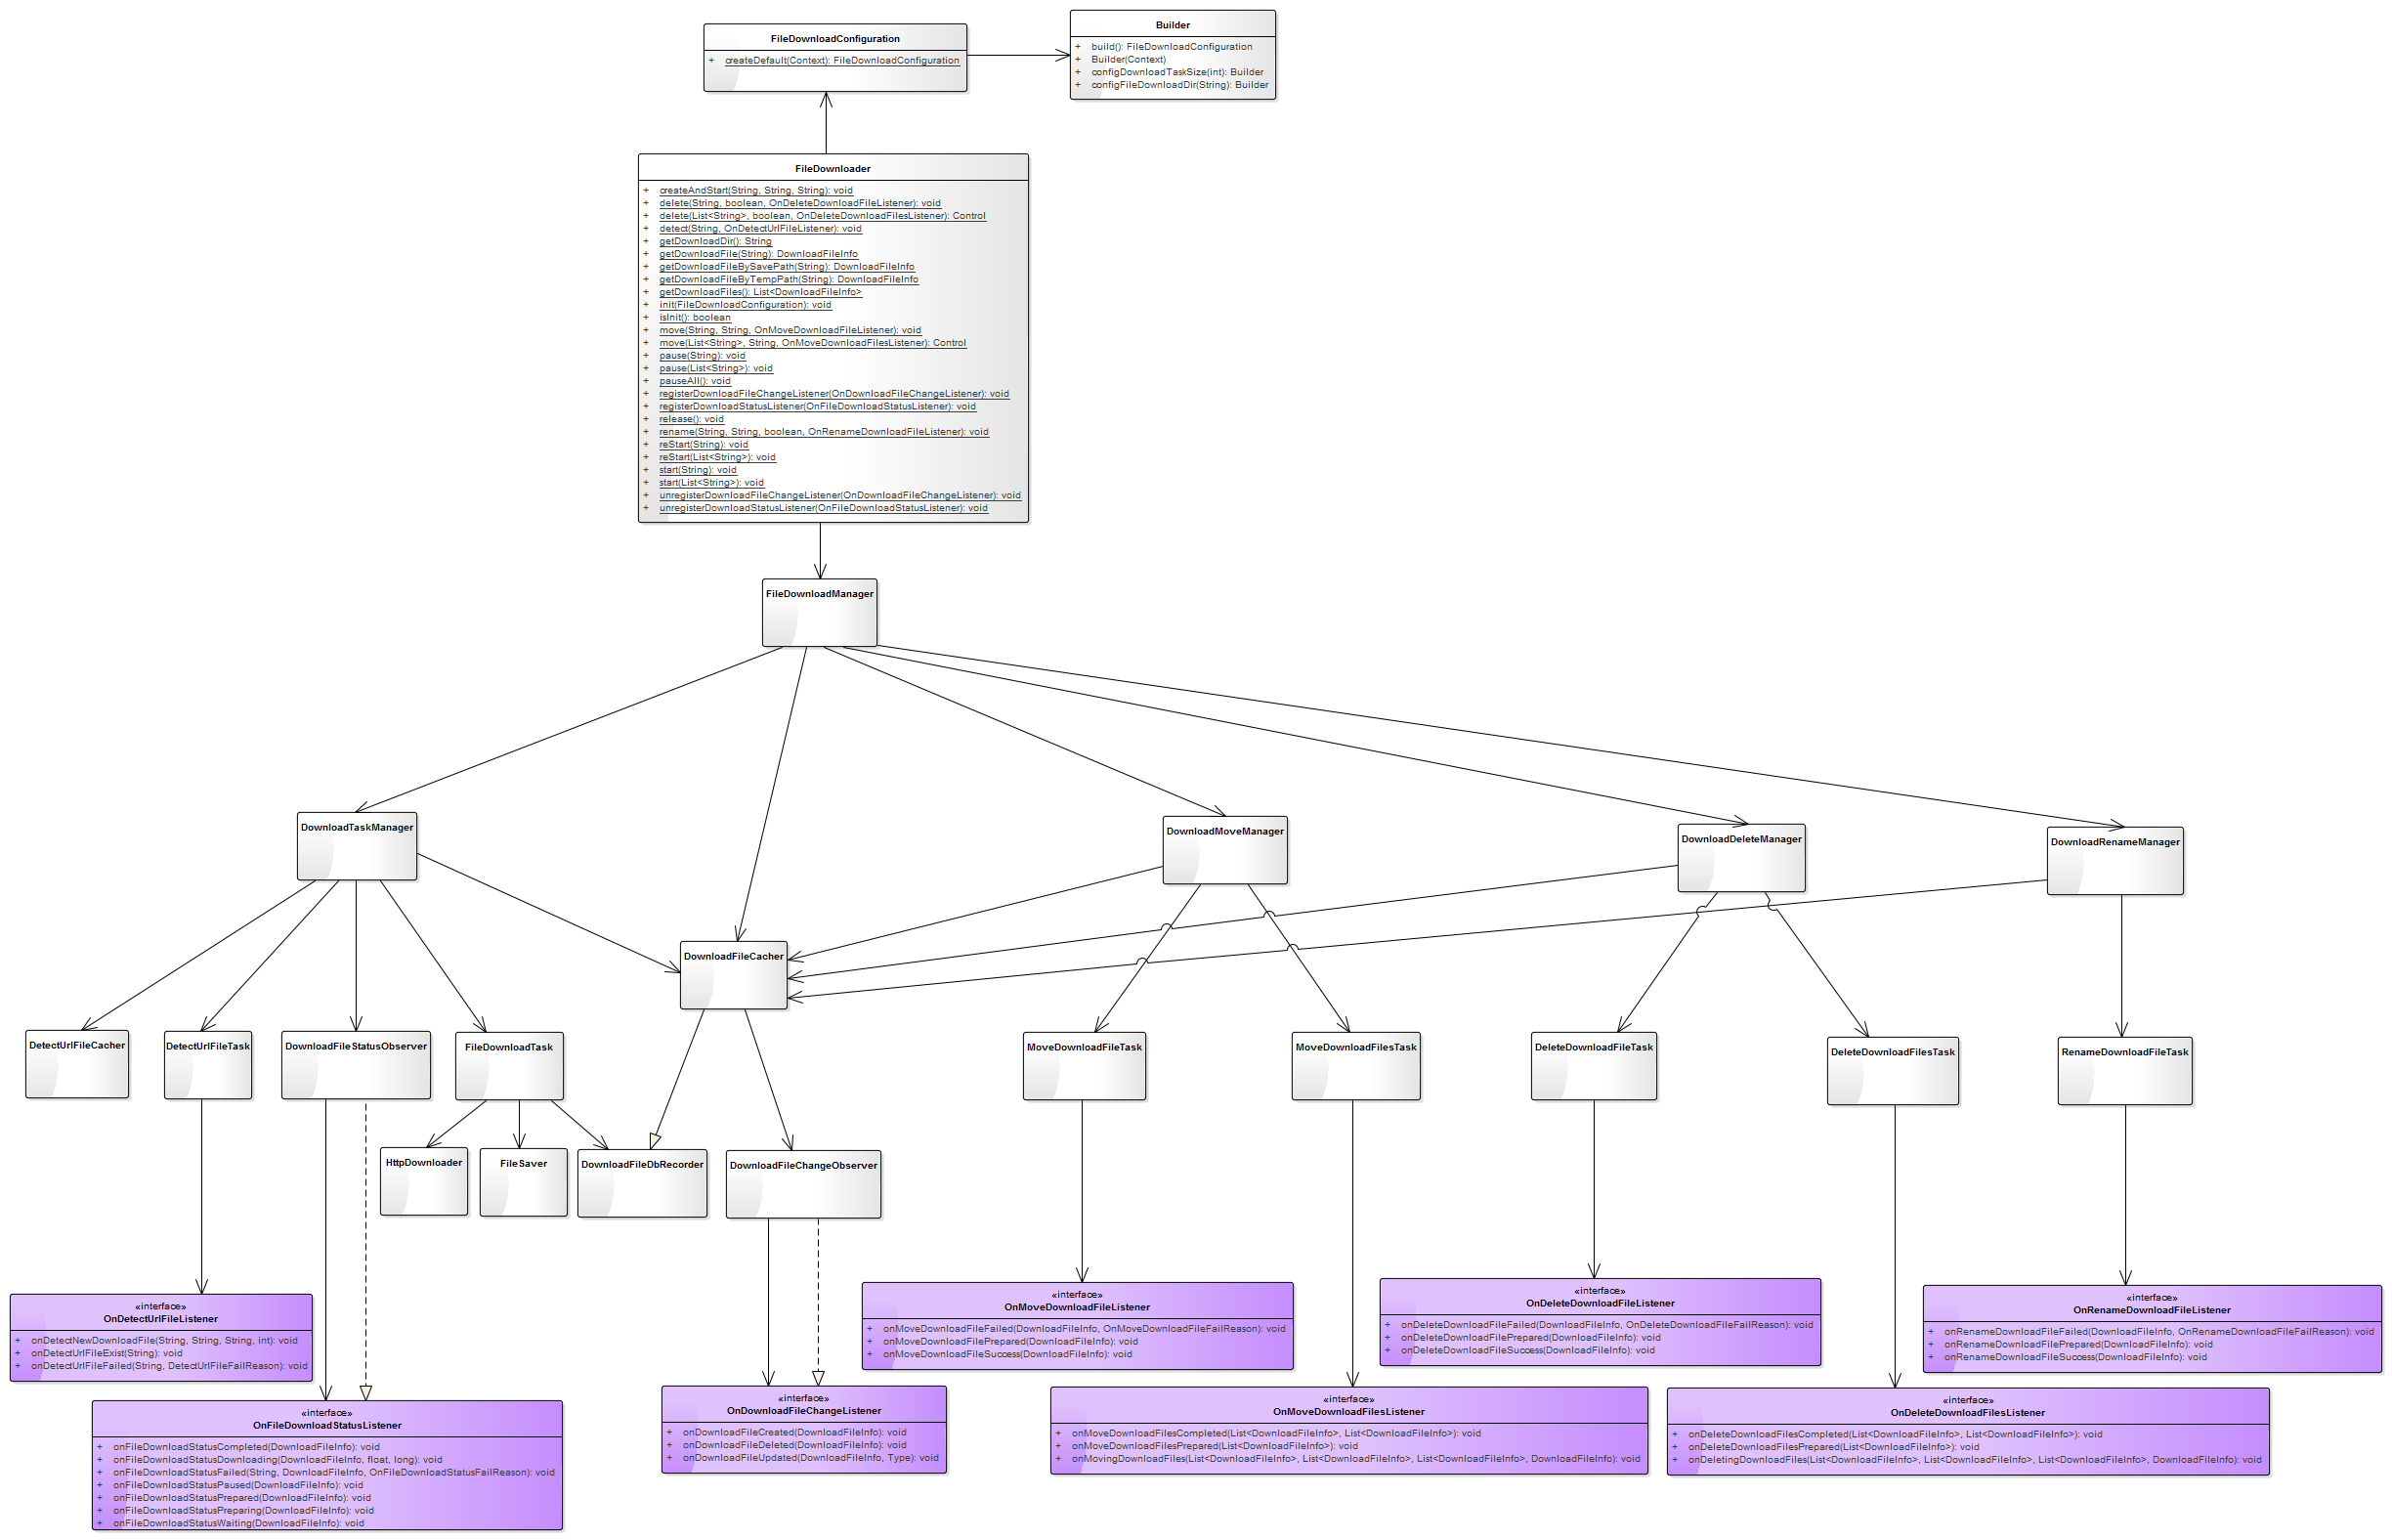 FileDownloadConfiguration
+ createDefault(Context): FileDownloadConfiguration
Builder
+ build(): FileDownloadConfiguration
+ Builder(Context)
+ configDownloadTaskSize(int): Builder
+ configFileDownloadDir(String): Builder
FileDownloader
+ createAndStart(String, String, String): void
+ delete(String, boolean, OnDeleteDownloadFileListener): void
+ delete(List<String>, boolean, OnDeleteDownloadFilesListener): Control
+ detect(String, OnDetectUrlFileListener): void
+ getDownloadDir(): String
+ getDownloadFile(String): DownloadFileInfo
+ getDownloadFileBySavePath(String): DownloadFileInfo
+ getDownloadFileByTempPath(String): DownloadFileInfo
+ getDownloadFiles(): List<DownloadFileInfo>
+ init(FileDownloadConfiguration): void
+ isInit(): boolean
+ move(String, String, OnMoveDownloadFileListener): void
+ move(List<String>, String, OnMoveDownloadFilesListener): Control
+ pause(String): void
+ pause(List<String>): void
+ pauseAll(): void
+ registerDownloadFileChangeListener(OnDownloadFileChangeListener): void
+ registerDownloadStatusListener(OnFileDownloadStatusListener): void
+ release(): void
+ rename(String, String, boolean, OnRenameDownloadFileListener): void
+ reStart(String): void
+ reStart(List<String>): void
+ start(String): void
+ start(List<String>): void
+ unregisterDownloadFileChangeListener(OnDownloadFileChangeListener): void
+ unregisterDownloadStatusListener(OnFileDownloadStatusListener): void
FileDownloadManager
DownloadTaskManager
DownloadMoveManager
DownloadDeleteManager
DownloadRenameManager
DownloadFileCacher
DetectUrlFileCacher
DetectUrlFileTask
DownloadFileStatusObserver
FileDownloadTask
MoveDownloadFileTask
MoveDownloadFilesTask
DeleteDownloadFileTask
DeleteDownloadFilesTask
RenameDownloadFileTask
HttpDownloader
FileSaver
DownloadFileDbRecorder
DownloadFileChangeObserver
«interface»
OnDetectUrlFileListener
+ onDetectNewDownloadFile(String, String, String, int): void
+ onDetectUrlFileExist(String): void
+ onDetectUrlFileFailed(String, DetectUrlFileFailReason): void
«interface»
OnMoveDownloadFileListener
+ onMoveDownloadFileFailed(DownloadFileInfo, OnMoveDownloadFileFailReason): void
+ onMoveDownloadFilePrepared(DownloadFileInfo): void
+ onMoveDownloadFileSuccess(DownloadFileInfo): void
«interface»
OnDeleteDownloadFileListener
+ onDeleteDownloadFileFailed(DownloadFileInfo, OnDeleteDownloadFileFailReason): void
+ onDeleteDownloadFilePrepared(DownloadFileInfo): void
+ onDeleteDownloadFileSuccess(DownloadFileInfo): void
«interface»
OnRenameDownloadFileListener
+ onRenameDownloadFileFailed(DownloadFileInfo, OnRenameDownloadFileFailReason): void
+ onRenameDownloadFilePrepared(DownloadFileInfo): void
+ onRenameDownloadFileSuccess(DownloadFileInfo): void
«interface»
OnFileDownloadStatusListener
+ onFileDownloadStatusCompleted(DownloadFileInfo): void
+ onFileDownloadStatusDownloading(DownloadFileInfo, float, long): void
+ onFileDownloadStatusFailed(String, DownloadFileInfo, OnFileDownloadStatusFailReason): void
+ onFileDownloadStatusPaused(DownloadFileInfo): void
+ onFileDownloadStatusPrepared(DownloadFileInfo): void
+ onFileDownloadStatusPreparing(DownloadFileInfo): void
+ onFileDownloadStatusWaiting(DownloadFileInfo): void
«interface»
OnDownloadFileChangeListener
+ onDownloadFileCreated(DownloadFileInfo): void
+ onDownloadFileDeleted(DownloadFileInfo): void
+ onDownloadFileUpdated(DownloadFileInfo, Type): void
«interface»
OnMoveDownloadFilesListener
+ onMoveDownloadFilesCompleted(List<DownloadFileInfo>, List<DownloadFileInfo>): void
+ onMoveDownloadFilesPrepared(List<DownloadFileInfo>): void
+ onMovingDownloadFiles(List<DownloadFileInfo>, List<DownloadFileInfo>, List<DownloadFileInfo>, DownloadFileInfo): void
«interface»
OnDeleteDownloadFilesListener
+ onDeleteDownloadFilesCompleted(List<DownloadFileInfo>, List<DownloadFileInfo>): void
+ onDeleteDownloadFilesPrepared(List<DownloadFileInfo>): void
+ onDeletingDownloadFiles(List<DownloadFileInfo>, List<DownloadFileInfo>, List<DownloadFileInfo>, DownloadFileInfo): void